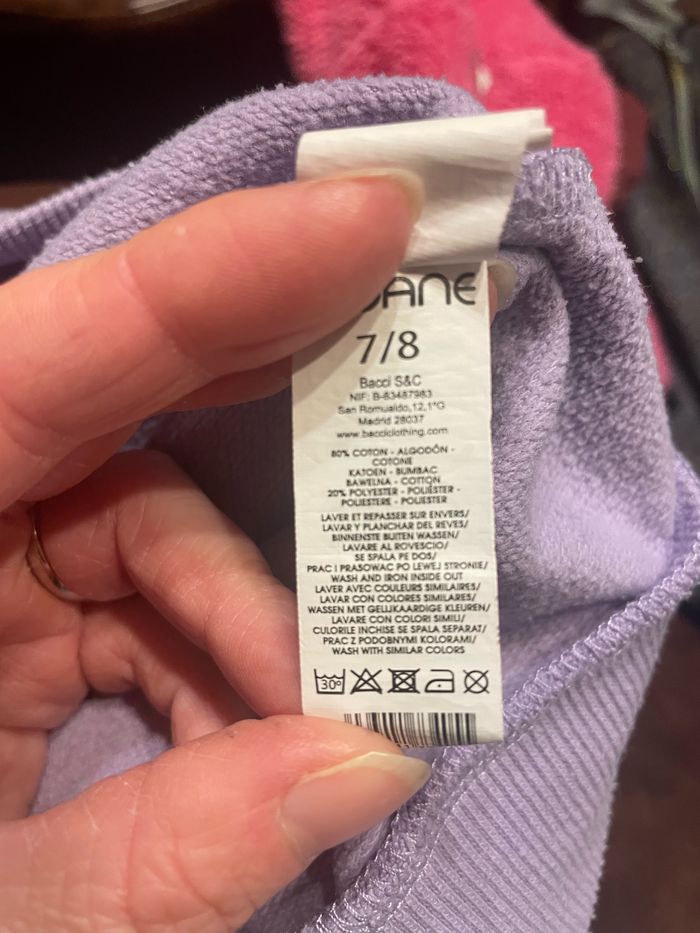 7/8
Bacci S&C
NIF: B-83487983
San Romualdo,12,1°G
Madrid 28037
www.bacciclothing.com
80% COTON - ALGODÓN -
COTONE
KATOEN - BUMBAC
BAWELNA - COTTON
20% POLYESTER - POLIÉSTER -
POLIESTERE - POLIESTER
LAVER ET REPASSER SUR ENVERS/
LAVAR Y PLANCHAR DEL REVES/
BINNENSTE BUITEN WASSEN/
LAVARE AL ROVESCIO/
SE SPALA PE DOS/
PRAC I PRASOWAC PO LEWEJ STRONIE/
WASH AND IRON INSIDE OUT
LAVER AVEC COULEURS SIMILAIRES/
LAVAR CON COLORES SIMILARES/
WASSEN MET GELIJKAARDIGE KLEUREN/
LAVARE CON COLORI SIMILI/
CULORILE INCHISE SE SPALA SEPARAT/
PRAC Z PODOBNYMI KOLORAMI/
WASH WITH SIMILAR COLORS
30°